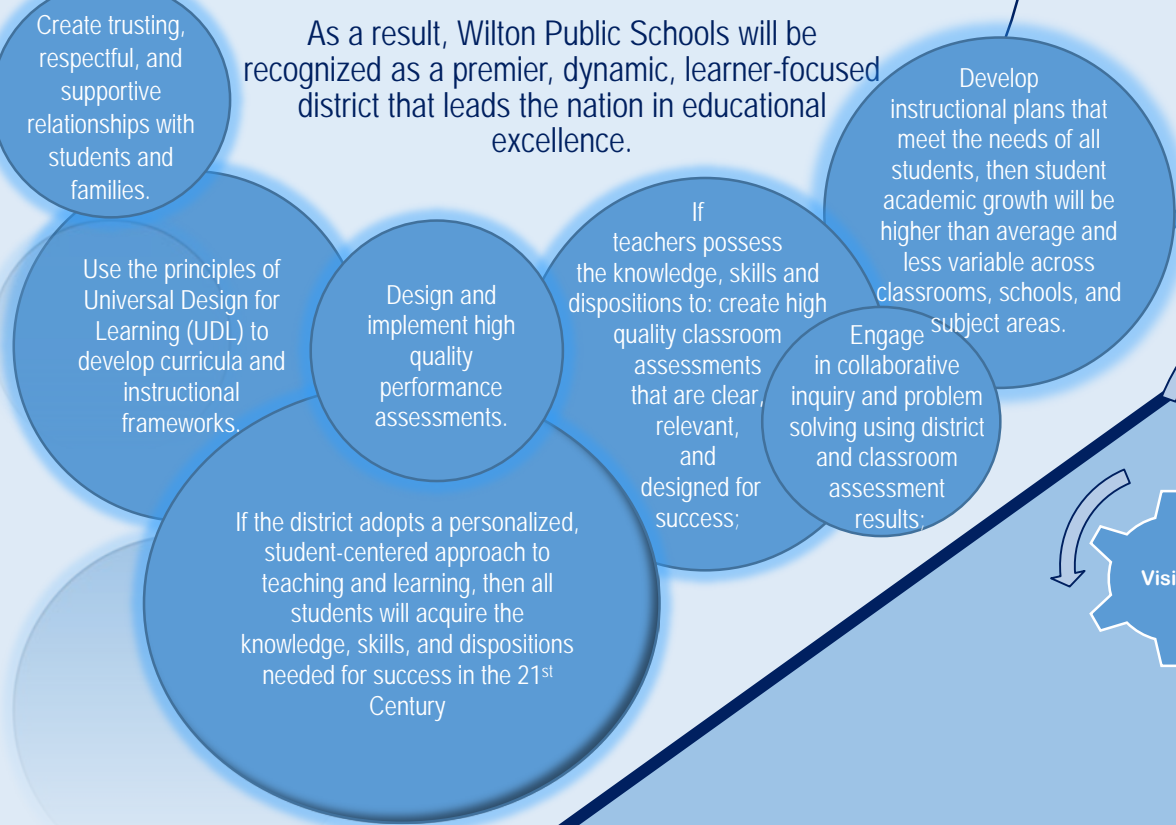 Create trusting,
respectful, and
supportive
relationships with
students and
families.
As a result, Wilton Public Schools will be
recognized as a premier, dynamic, learner-focused
district that leads the nation in educational
excellence.
Develop
instructional plans that
meet the needs of all
students, then student
academic growth will be
higher than average and
less variable across
classrooms, schools, and
subject areas.
Use the principles of
Universal Design for
Learning (UDL) to
develop curricula and
instructional
frameworks.
Design and
implement high
quality
performance
assessments.
If
teachers possess
the knowledge, skills and
dispositions to: create high
quality classroom
assessments
that are clear,
relevant,
and
designed for
success;
Engage
in collaborative
inquiry and problem
solving using district
and classroom
assessment
results;
If the district adopts a personalized,
student-centered approach to
teaching and learning, then all
students will acquire the
knowledge, skills, and dispositions
needed for success in the 21st
Century
Visi